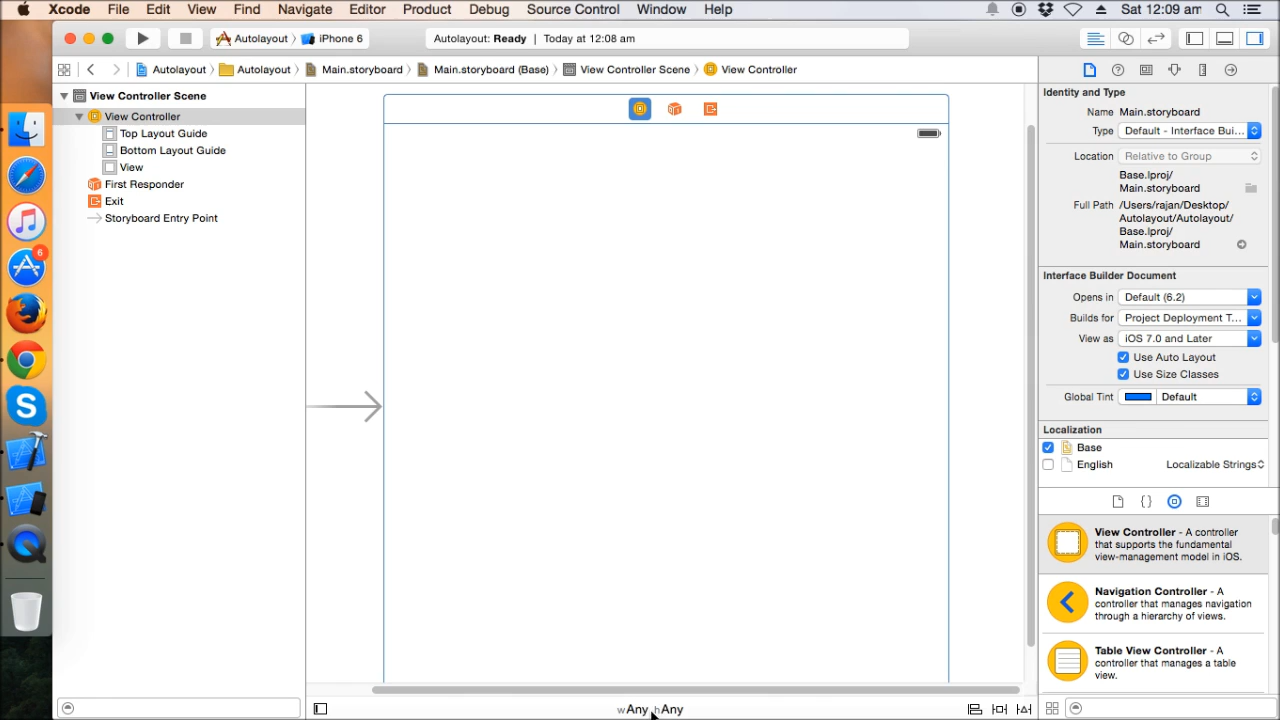 Xcode File Edit View Find Navigate Editor Product Debug Source Control Window Help Sat 12:09 am
Autolayout iPhone 6 Autolayout: Ready | Today at 12:08 am
Autolayout Autolayout Main.storyboard Main.storyboard (Base) View Controller Scene View Controller
View Controller Scene
View Controller
Top Layout Guide
Bottom Layout Guide
View
First Responder
Exit
Storyboard Entry Point
wAny hAny
Identity and Type
Name Main.storyboard
Type Default - Interface Bui...
Location Relative to Group
Base.lproj/
Main.storyboard
Full Path /Users/rajan/Desktop/
Autolayout/Autolayout/
Base.lproj/
Main.storyboard
Interface Builder Document
Opens in Default (6.2)
Builds for Project Deployment T...
View as iOS 7.0 and Later
Use Auto Layout
Use Size Classes
Global Tint Default
Localization
Base
English Localizable Strings
{ }
View Controller - A controller
that supports the fundamental
view-management model in iOS.
Navigation Controller - A
controller that manages navigation
through a hierarchy of views.
Table View Controller - A
controller that manages a table
view.
6
S